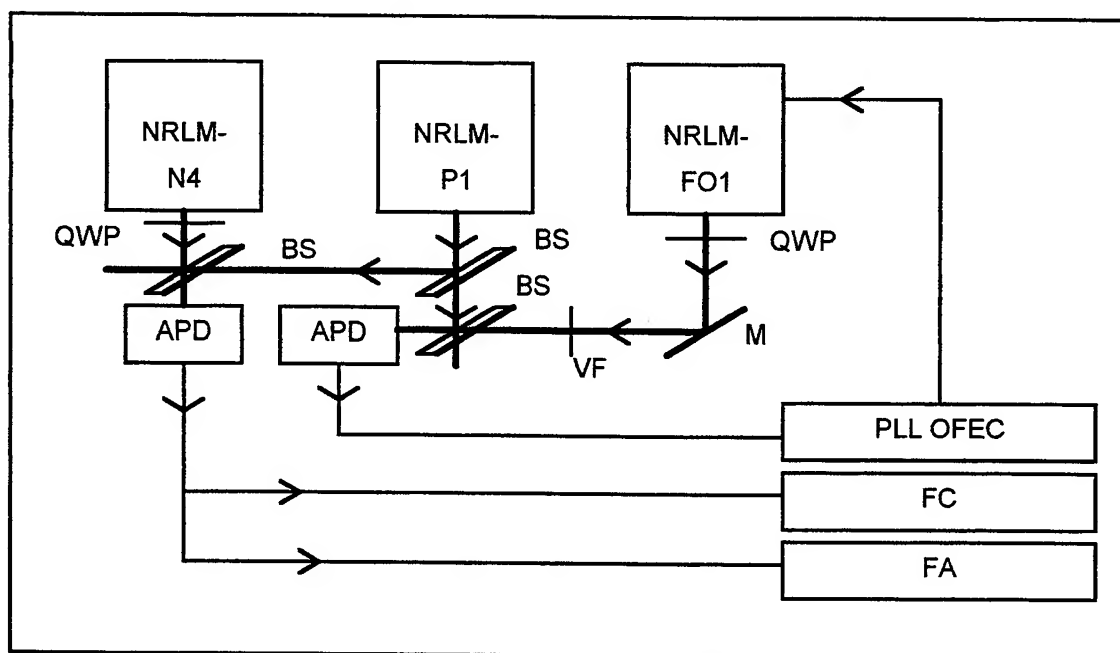 NRLM-
N4
NRLM-
P1
NRLM-
FO1
QWP
BS
BS
QWP
BS
APD
APD
VF
M
PLL OFEC
FC
FA